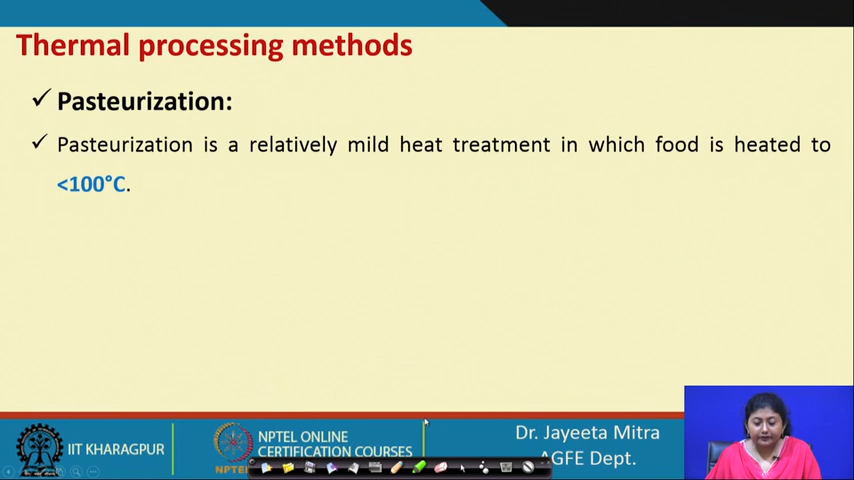 Thermal processing methods
✓ Pasteurization:
✓ Pasteurization is a relatively mild heat treatment in which food is heated to
<100°C.
IIT KHARAGPUR
NPTEL
NPTEL ONLINE
CERTIFICATION COURSES
Dr. Jayeeta Mitra
AGFE Dept.